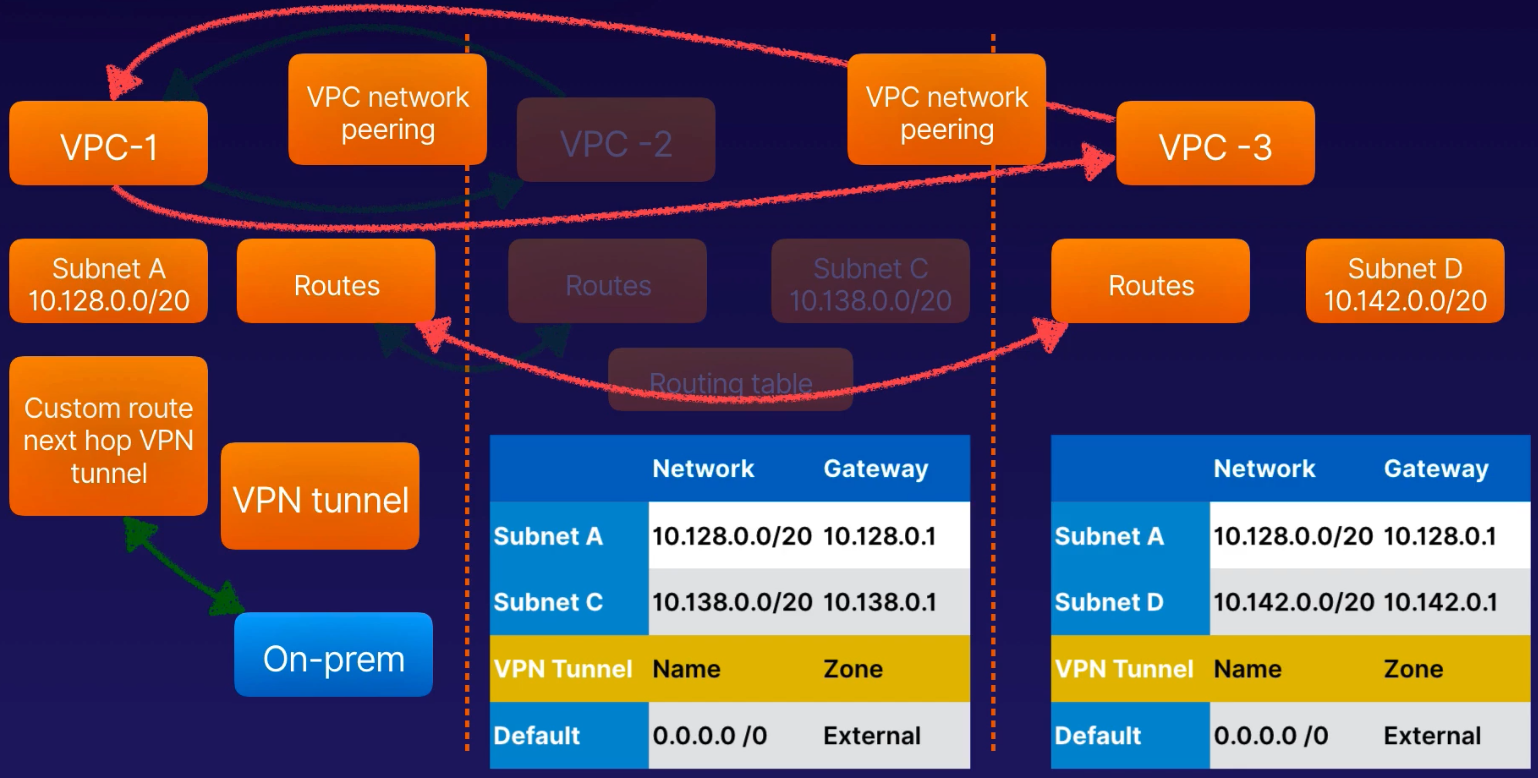 VPC network
peering
VPC network
peering
VPC-1
VPC -2
VPC -3
Subnet A
10.128.0.0/20
Routes
Routes
Subnet C
10.138.0.0/20
Routes
Subnet D
10.142.0.0/20
Routing table
Custom route
next hop VPN
tunnel
VPN tunnel
On-prem
Network Gateway
Subnet A 10.128.0.0/20 10.128.0.1
Subnet C 10.138.0.0/20 10.138.0.1
VPN Tunnel Name Zone
Default 0.0.0.0 /0 External
Network Gateway
Subnet A 10.128.0.0/20 10.128.0.1
Subnet D 10.142.0.0/20 10.142.0.1
VPN Tunnel Name Zone
Default 0.0.0.0 /0 External